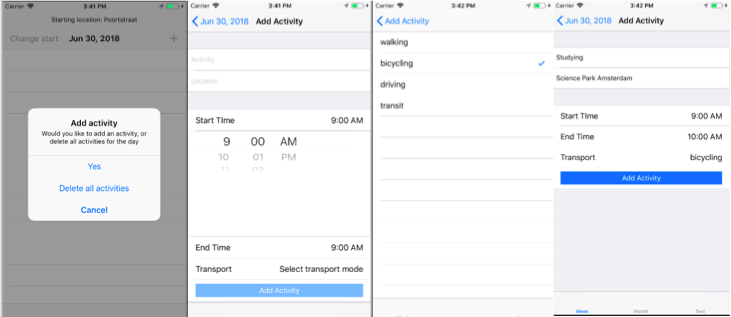 Carrier 3:41 PM
Starting location: Poortstraat
Change start Jun 30, 2018 +
Add activity
Would you like to add an activity, or
delete all activities for the day
Yes
Delete all activities
Cancel
Carrier 3:41 PM
Jun 30, 2018 Add Activity
Activity
Location
Start TIme 9:00 AM
9 00 AM
10 01 PM
11 02
End Time 9:00 AM
Transport Select transport mode
Add Activity
Carrier 3:42 PM
Add Activity
walking
bicycling
driving
transit
Carrier 3:42 PM
Jun 30, 2018 Add Activity
Studying
Science Park Amsterdam
Start TIme 9:00 AM
End Time 10:00 AM
Transport bicycling
Add Activity
Week Month Test